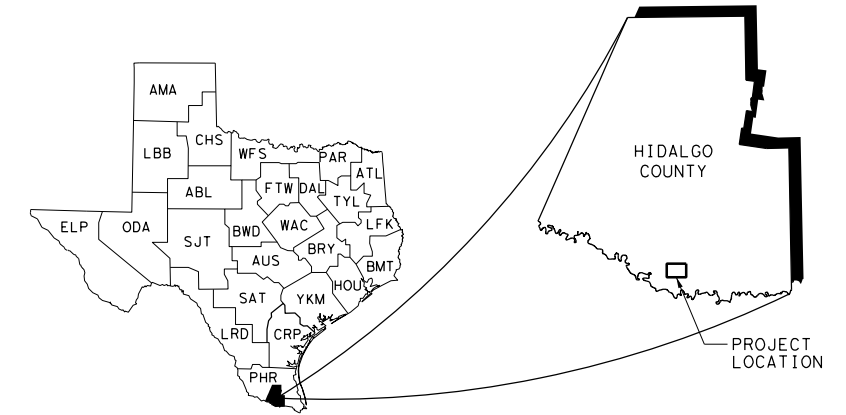 AMA
CHS
LBB
WFS
PAR
ATL
ABL
FTW
DAL
TYL
ELP
ODA
SJT
BWD
WAC
LFK
BRY
AUS
BMT
HOU
SAT
YKM
LRD
CRP
PHR
HIDALGO
COUNTY
PROJECT
LOCATION